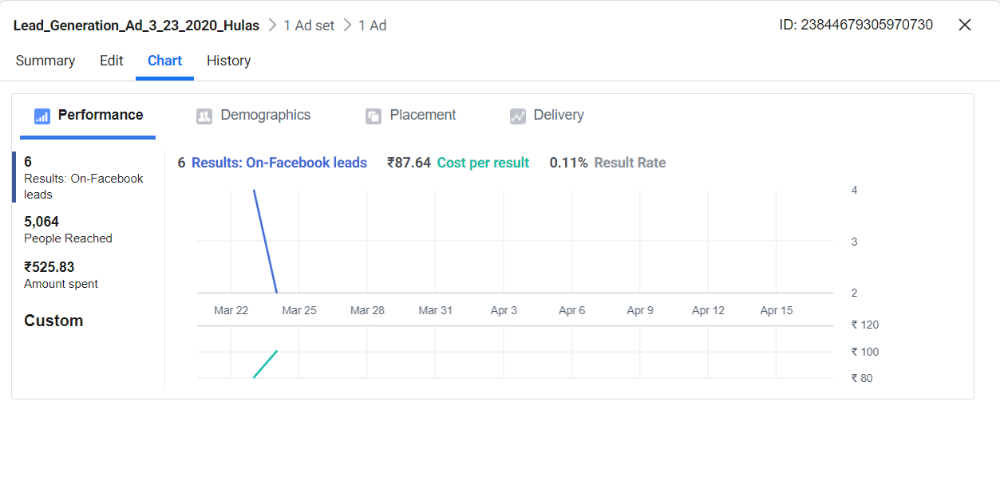 Lead_Generation_Ad_3_23_2020_Hulas > 1 Ad set > 1 Ad ID: 23844679305970730
Summary Edit Chart History
Performance Demographics Placement Delivery
6
Results: On-Facebook
leads
5,064
People Reached
₹525.83
Amount spent
Custom
6 Results: On-Facebook leads ₹87.64 Cost per result 0.11% Result Rate
4
3
2
Mar 22 Mar 25 Mar 28 Mar 31 Apr 3 Apr 6 Apr 9 Apr 12 Apr 15
₹ 120
₹ 100
₹ 80